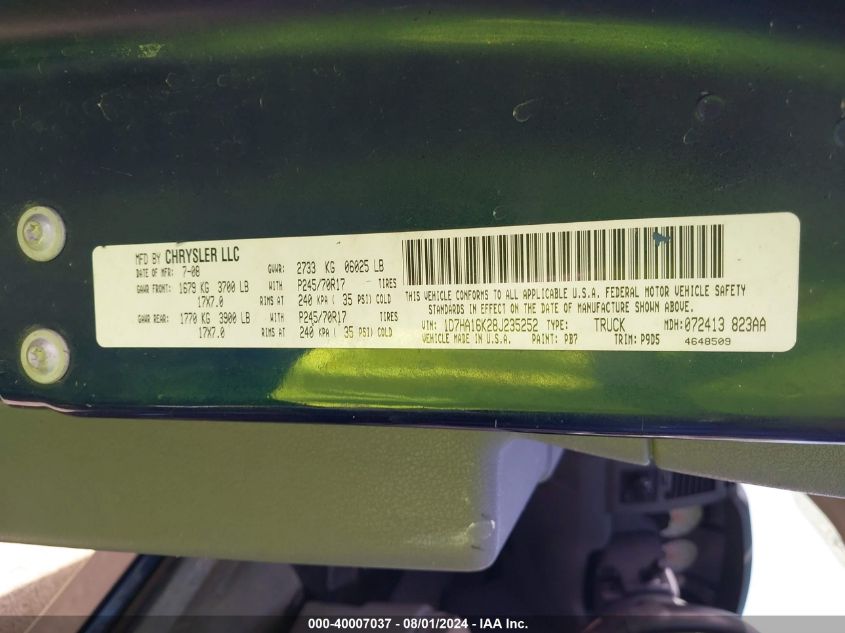 MFD BY CHRYSLER LLC
DATE OF MFR: 7-08 GVWR: 2733 KG 06025 LB
GAWR FRONT: 1679 KG 3700 LB WITH P245/70R17 TIRES
17X7.0 RIMS AT 240 KPA ( 35 PSI) COLD
GAWR REAR: 1770 KG 3900 LB WITH P245/70R17 TIRES
17X7.0 RIMS AT 240 KPA ( 35 PSI) COLD
THIS VEHICLE CONFORMS TO ALL APPLICABLE U.S.A. FEDERAL MOTOR VEHICLE SAFETY
STANDARDS IN EFFECT ON THE DATE OF MANUFACTURE SHOWN ABOVE.
VIN: 1D7HA16K28J235252 TYPE: TRUCK MDH: 072413 823AA
VEHICLE MADE IN U.S.A. PAINT: PB7 TRIM: P9D5 4648509
000-40007037 - 08/01/2024 - IAA Inc.